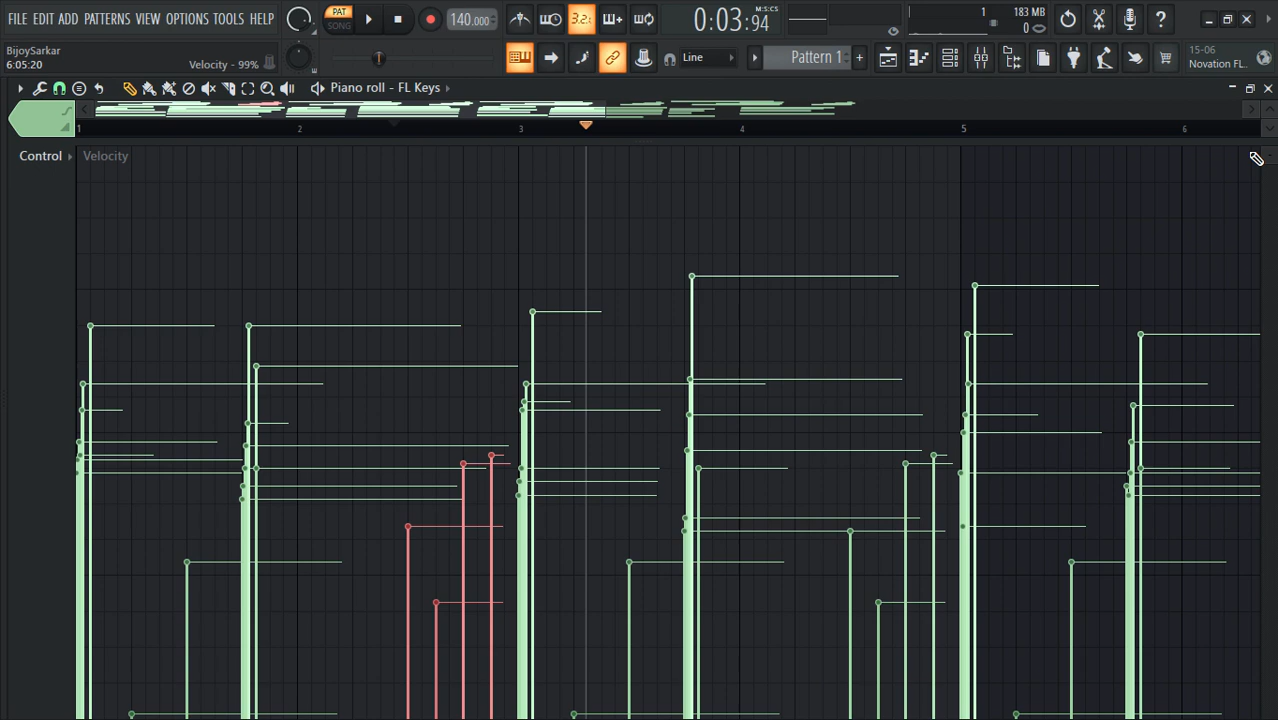 FILE EDIT ADD PATTERNS VIEW OPTIONS TOOLS HELP
PAT
SONG
140.000
3.2
0:03:94
M:S:CS
1
183 MB
0
BijoySarkar
6:05:20
Velocity - 99%
Line
Pattern 1
15-06
Novation FL..
Piano roll - FL Keys
1 2 3 4 5 6
Control
Velocity